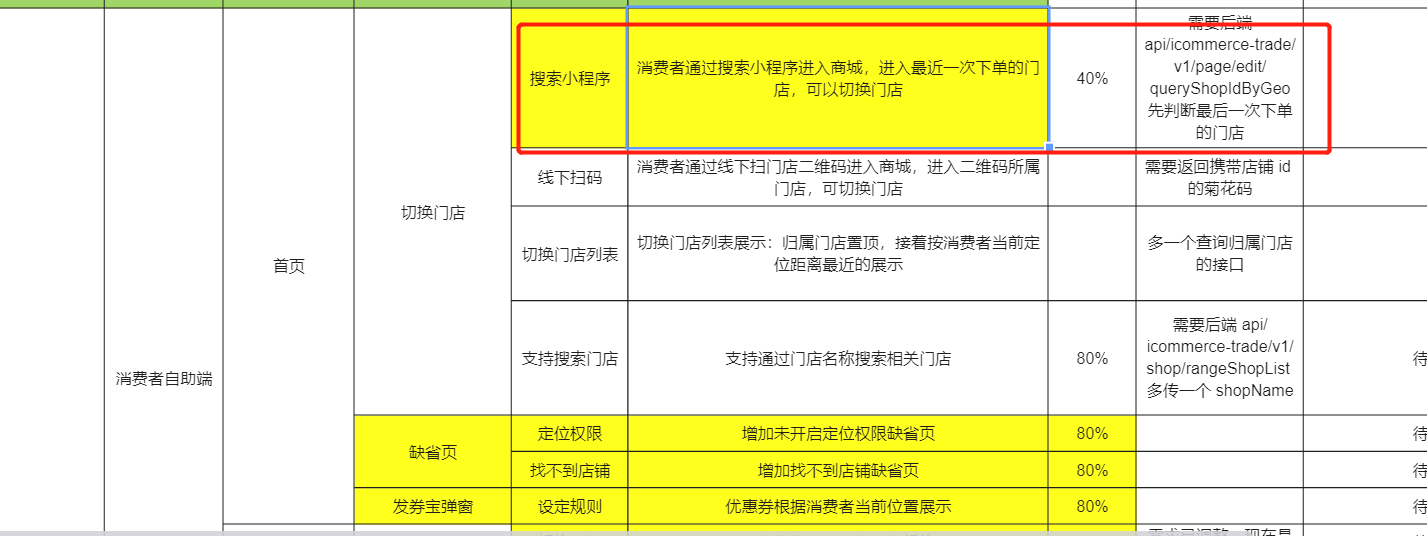 搜索小程序
消费者通过搜索小程序进入商城，进入最近一次下单的门
店，可以切换门店
40%
需要后端
api/icommerce-trade/
v1/page/edit/
queryShopIdByGeo
先判断最后一次下单
的门店
线下扫码
消费者通过线下扫门店二维码进入商城，进入二维码所属
门店，可切换门店
需要返回携带店铺 id
的菊花码
切换门店
切换门店列表
切换门店列表展示：归属门店置顶，接着按消费者当前定
位距离最近的展示
多一个查询归属门店
的接口
首页
支持搜索门店
支持通过门店名称搜索相关门店
80%
需要后端 api/
icommerce-trade/v1/
shop/rangeShopList
多传一个 shopName
待
消费者自助端
缺省页
定位权限
增加未开启定位权限缺省页
80%
待
找不到店铺
增加找不到店铺缺省页
80%
待
发券宝弹窗
设定规则
优惠券根据消费者当前位置展示
80%
待